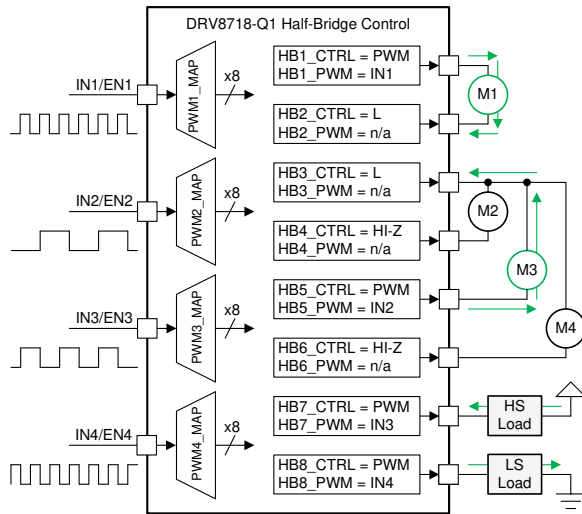 DRV8718-Q1 Half-Bridge Control
IN1/EN1
PWM1_MAP
x8
HB1_CTRL = PWM
HB1_PWM = IN1
M1
HB2_CTRL = L
HB2_PWM = n/a
IN2/EN2
PWM2_MAP
x8
HB3_CTRL = L
HB3_PWM = n/a
M2
HB4_CTRL = HI-Z
HB4_PWM = n/a
M3
IN3/EN3
PWM3_MAP
x8
HB5_CTRL = PWM
HB5_PWM = IN2
M4
HB6_CTRL = HI-Z
HB6_PWM = n/a
IN4/EN4
PWM4_MAP
x8
HB7_CTRL = PWM
HB7_PWM = IN3
HS
Load
HB8_CTRL = PWM
HB8_PWM = IN4
LS
Load